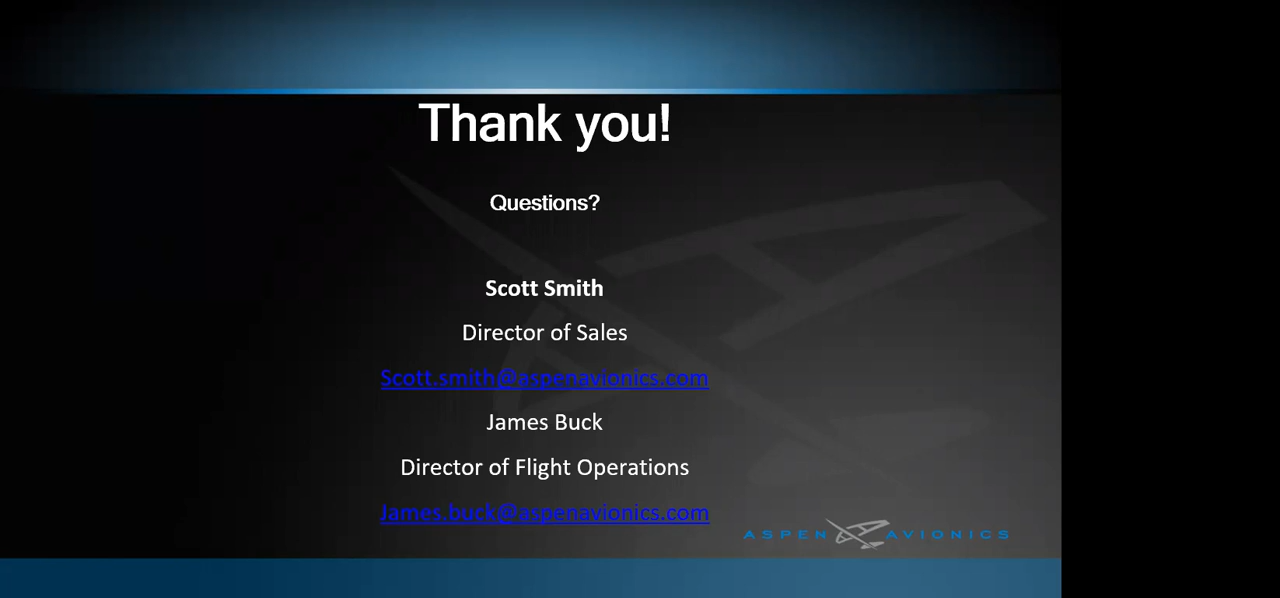 Thank you!
Questions?
Scott Smith
Director of Sales
Scott.smith@aspenavionics.com
James Buck
Director of Flight Operations
James.buck@aspenavionics.com
ASPEN AVIONICS